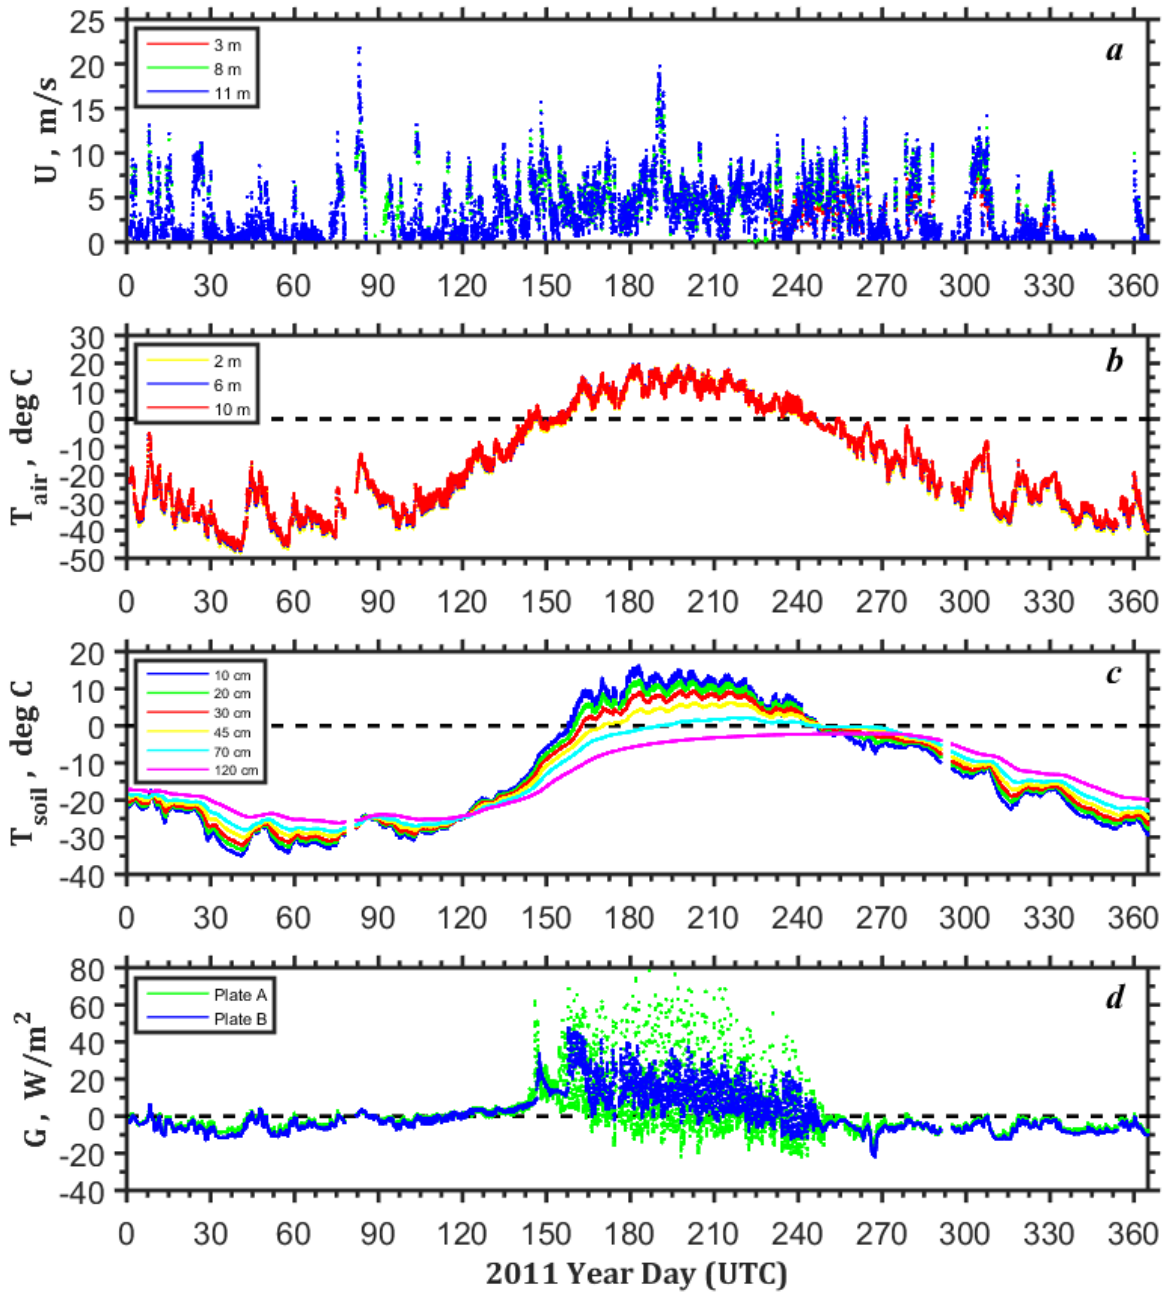 25
20
15
10
5
0
U, m/s
3 m
8 m
11 m
a
0 30 60 90 120 150 180 210 240 270 300 330 360
30
20
10
0
-10
-20
-30
-40
-50
T air, deg C
2 m
6 m
10 m
b
0 30 60 90 120 150 180 210 240 270 300 330 360
20
10
0
-10
-20
-30
-40
T soil, deg C
10 cm
20 cm
30 cm
45 cm
70 cm
120 cm
c
0 30 60 90 120 150 180 210 240 270 300 330 360
80
60
40
20
0
-20
-40
G, W/m2
Plate A
Plate B
d
0 30 60 90 120 150 180 210 240 270 300 330 360
2011 Year Day (UTC)